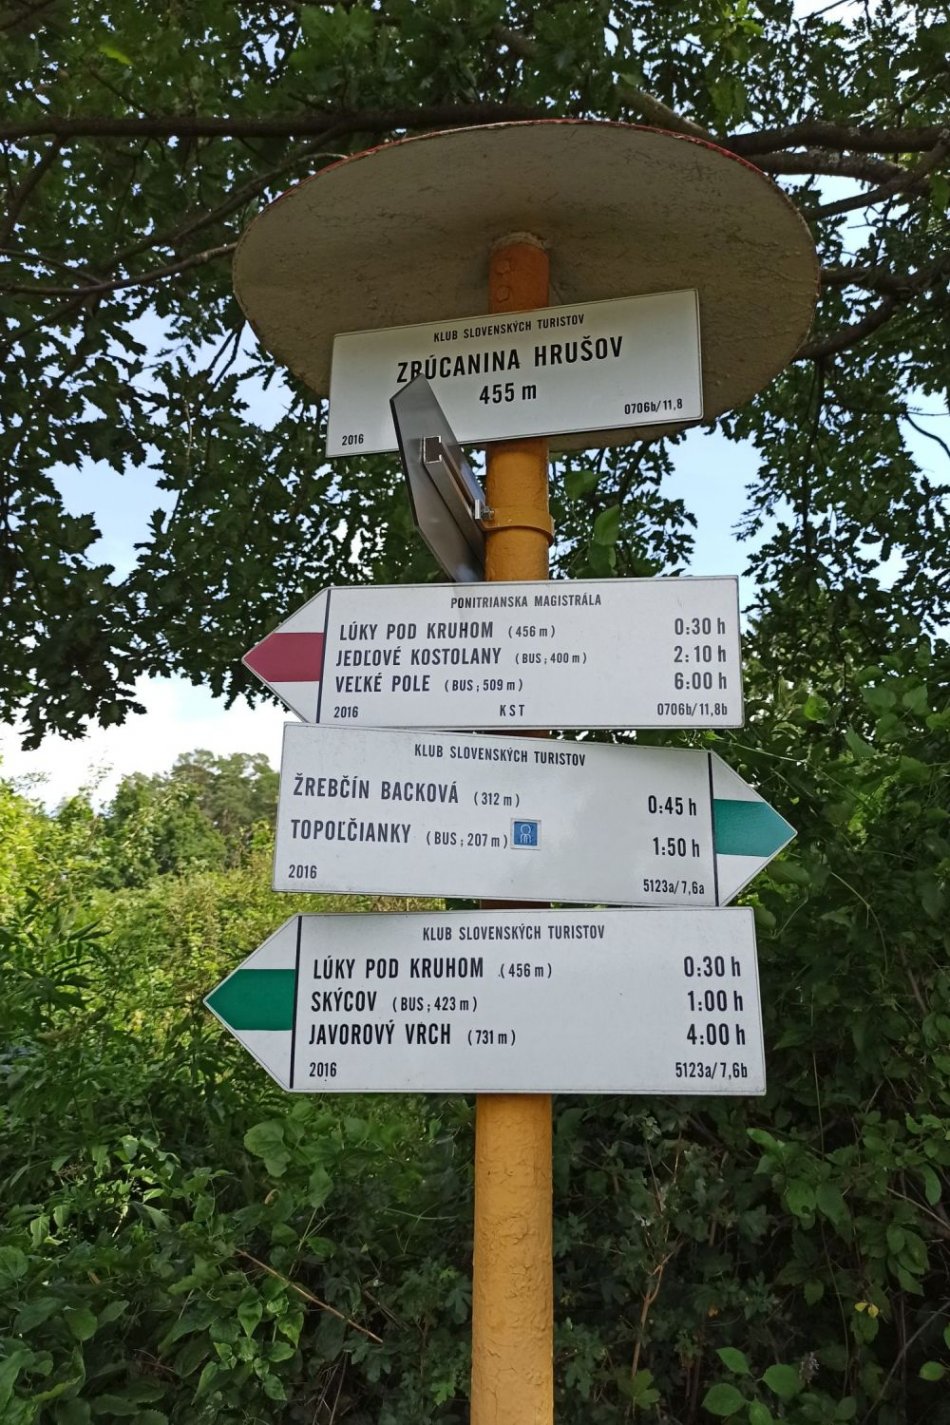 KLUB SLOVENSKÝCH TURISTOV
ZRÚCANINA HRUŠOV
455 m
2016 0706b/11,8
PONITRIANSKA MAGISTRÁLA
LÚKY POD KRUHOM (456 m) 0:30 h
JEDĽOVÉ KOSTOLANY (BUS; 400 m) 2:10 h
VEĽKÉ POLE (BUS; 509 m) 6:00 h
2016 KST 0706b/11,8b
KLUB SLOVENSKÝCH TURISTOV
ŽREBČÍN BACKOVÁ (312 m) 0:45 h
TOPOĽČIANKY (BUS; 207 m) 1:50 h
2016 5123a/7,6a
KLUB SLOVENSKÝCH TURISTOV
LÚKY POD KRUHOM (456 m) 0:30 h
SKÝCOV (BUS; 423 m) 1:00 h
JAVOROVÝ VRCH (731 m) 4:00 h
2016 5123a/7,6b